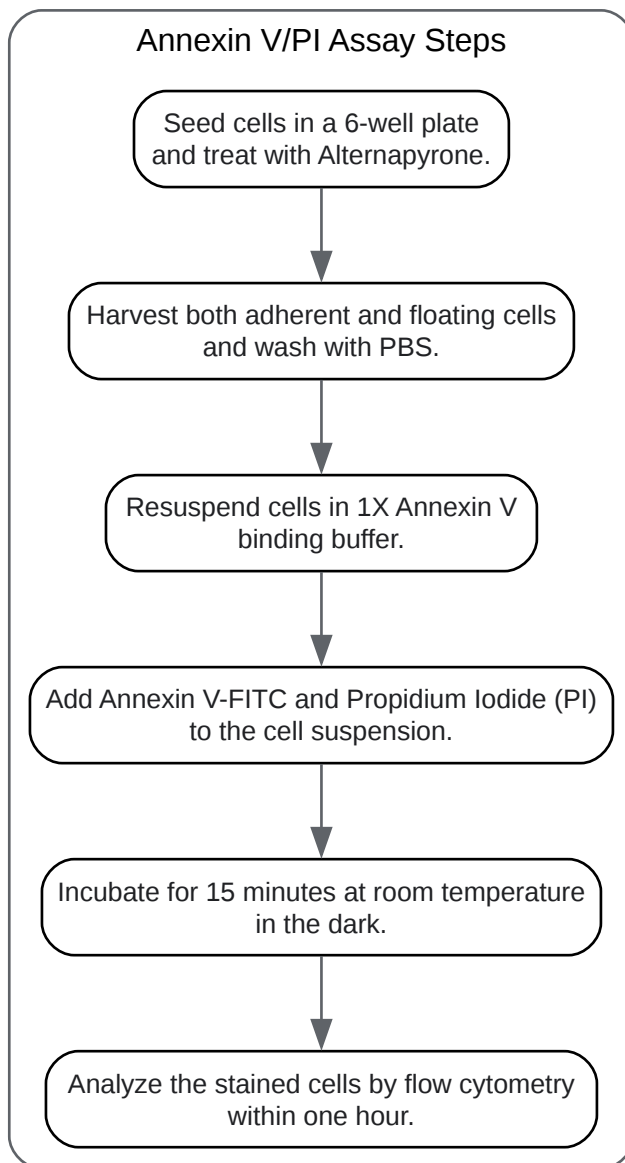 Annexin V/PI Assay Steps
Seed cells in a 6-well plate
and treat with Alternapyrone.
Harvest both adherent and floating cells
and wash with PBS.
Resuspend cells in 1X Annexin V
binding buffer.
Add Annexin V-FITC and Propidium Iodide (PI)
to the cell suspension.
Incubate for 15 minutes at room temperature
in the dark.
Analyze the stained cells by flow cytometry
within one hour.